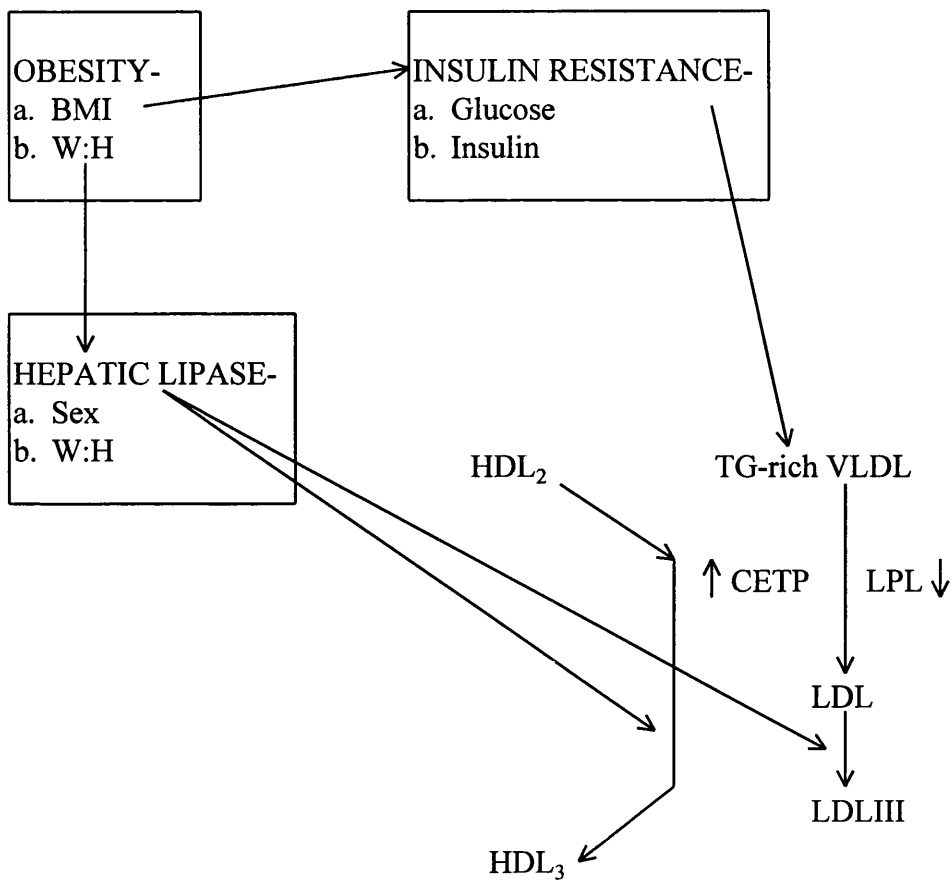 OBESITY-
a. BMI
b. W:H
INSULIN RESISTANCE-
a. Glucose
b. Insulin
HEPATIC LIPASE-
a. Sex
b. W:H
HDL₂
TG-rich VLDL
↑ CETP
LPL ↓
LDL
LDLIII
HDL₃